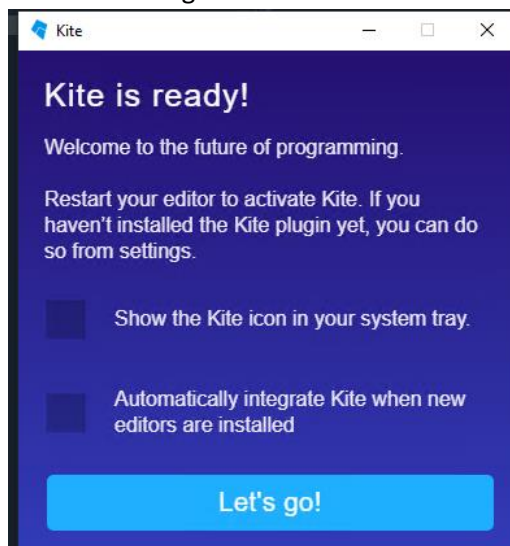 Kite
Kite is ready!
Welcome to the future of programming.
Restart your editor to activate Kite. If you
haven't installed the Kite plugin yet, you can do
so from settings.
Show the Kite icon in your system tray.
Automatically integrate Kite when new
editors are installed
Let's go!